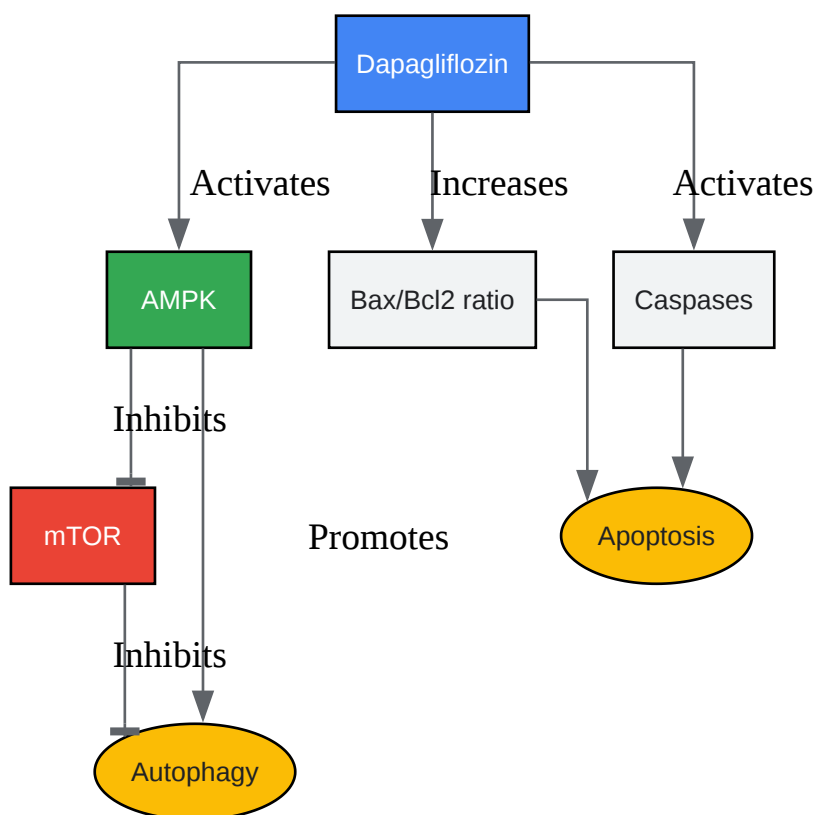 Dapagliflozin
Activates
Increases
Activates
AMPK
Bax/Bcl2 ratio
Caspases
Inhibits
mTOR
Promotes
Apoptosis
Inhibits
Autophagy